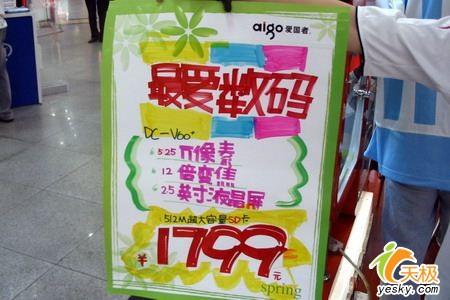 aigo 爱国者
最爱数码
DC-V60+
525 万像素
12 倍变焦
2.5 英寸液晶屏
512M超大容量SD卡
¥1799元
spring
天极
yesky.com